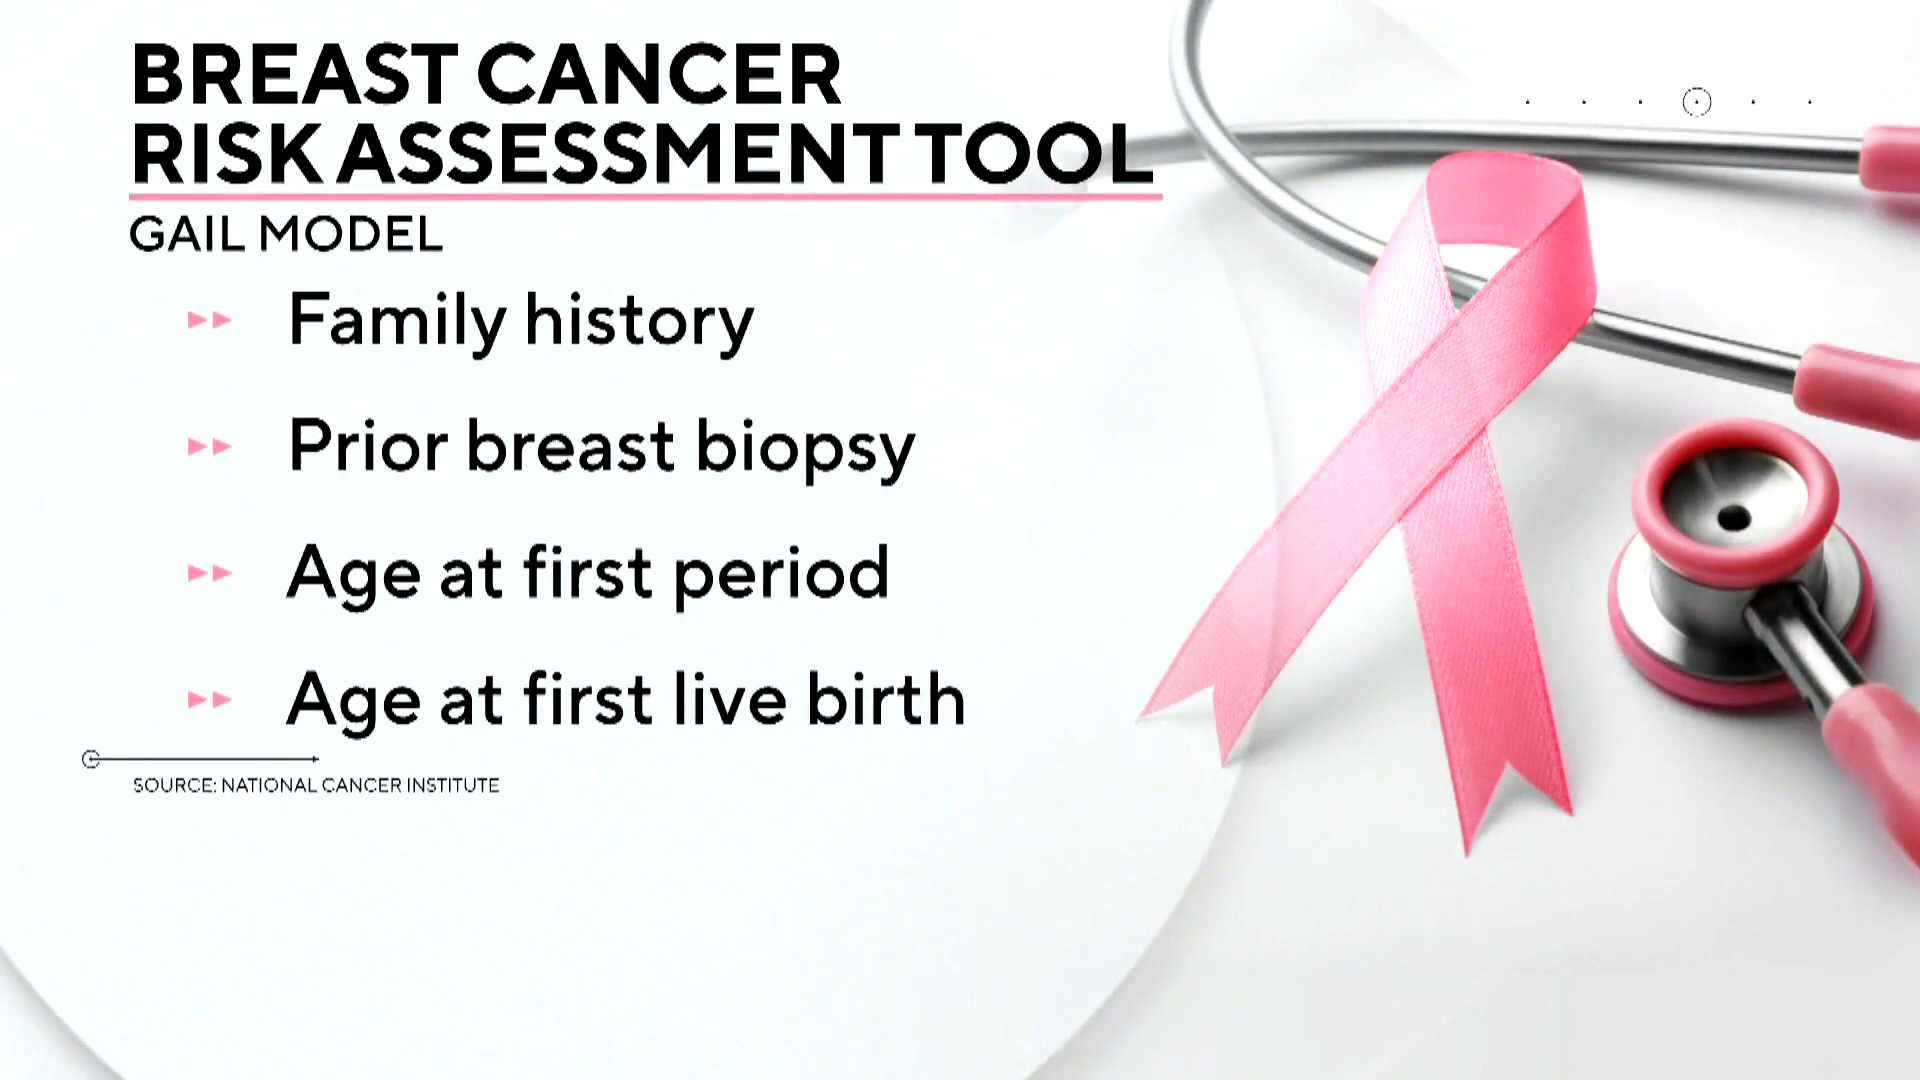 BREAST CANCER
RISK ASSESSMENT TOOL
GAIL MODEL
Family history
Prior breast biopsy
Age at first period
Age at first live birth
SOURCE: NATIONAL CANCER INSTITUTE